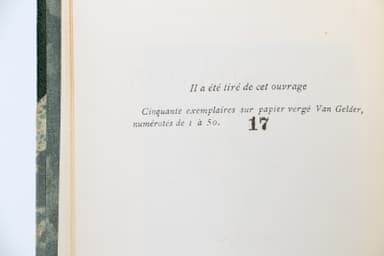 Il a été tiré de cet ouvrage
Cinquante exemplaires sur papier vergé Van Gelder,
numérotés de 1 à 50. 17